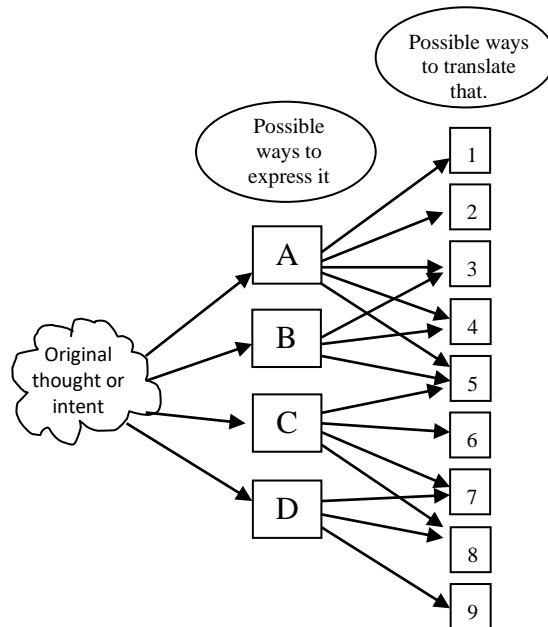 Possible ways
to translate
that.
Possible
ways to
express it
Original
thought or
intent
A
B
C
D
1
2
3
4
5
6
7
8
9